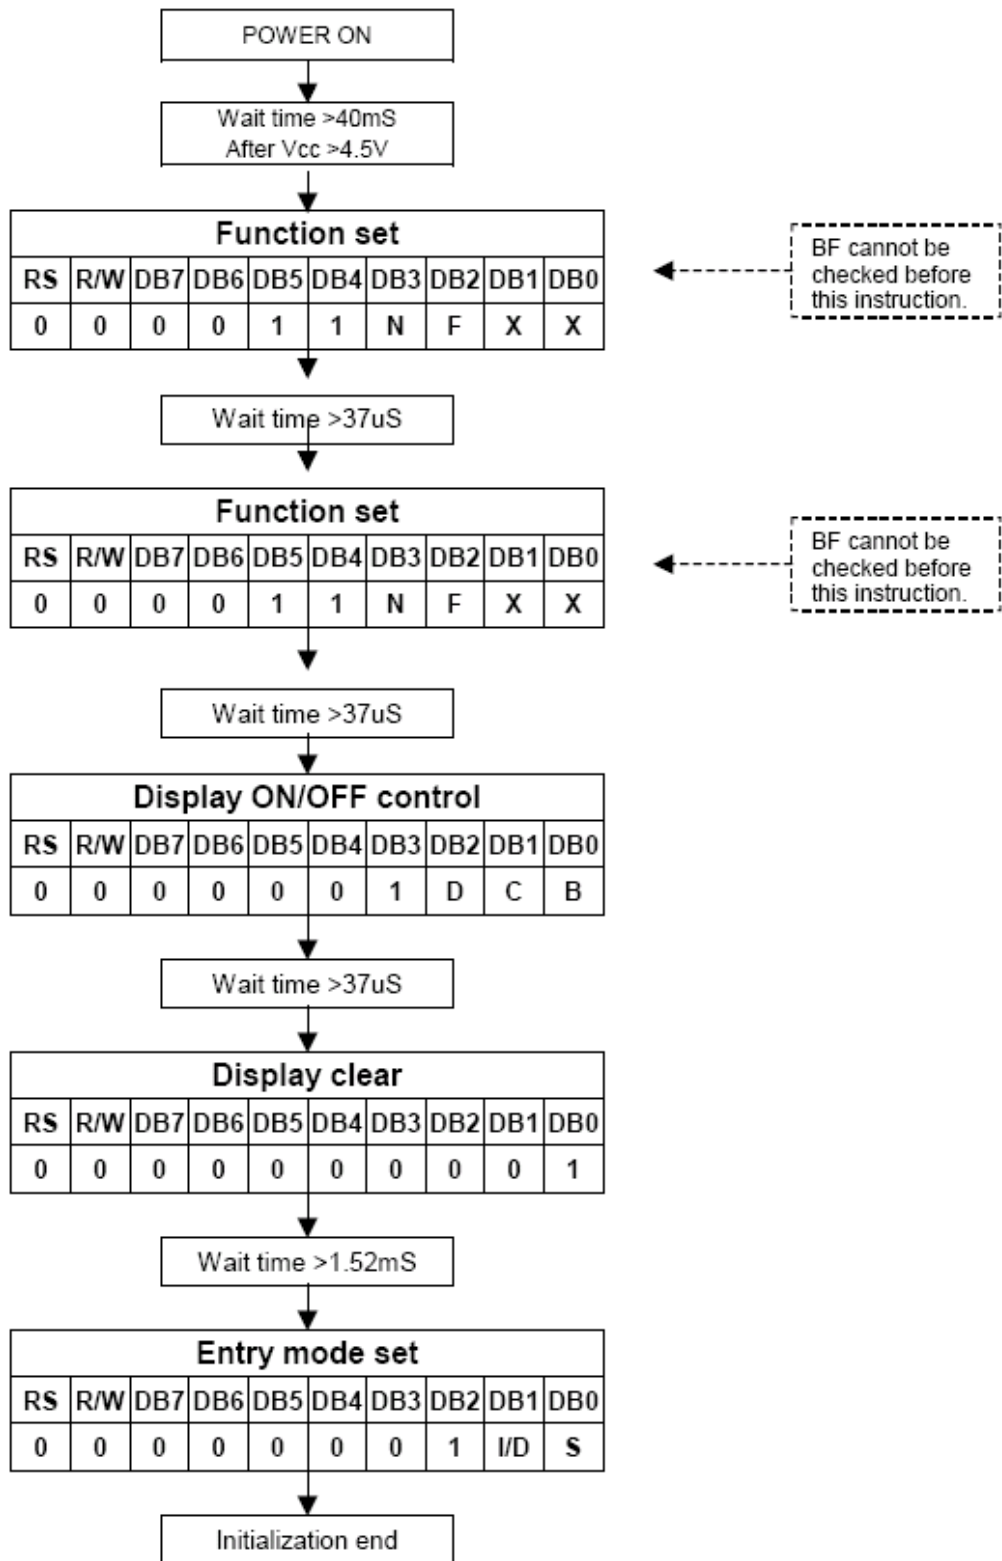 POWER ON
Wait time >40mS
After Vcc >4.5V
Function set
RS R/W DB7 DB6 DB5 DB4 DB3 DB2 DB1 DB0
0 0 0 0 1 1 N F X X
BF cannot be
checked before
this instruction.
Wait time >37uS
Function set
RS R/W DB7 DB6 DB5 DB4 DB3 DB2 DB1 DB0
0 0 0 0 1 1 N F X X
BF cannot be
checked before
this instruction.
Wait time >37uS
Display ON/OFF control
RS R/W DB7 DB6 DB5 DB4 DB3 DB2 DB1 DB0
0 0 0 0 0 0 1 D C B
Wait time >37uS
Display clear
RS R/W DB7 DB6 DB5 DB4 DB3 DB2 DB1 DB0
0 0 0 0 0 0 0 0 0 1
Wait time >1.52mS
Entry mode set
RS R/W DB7 DB6 DB5 DB4 DB3 DB2 DB1 DB0
0 0 0 0 0 0 0 1 I/D S
Initialization end